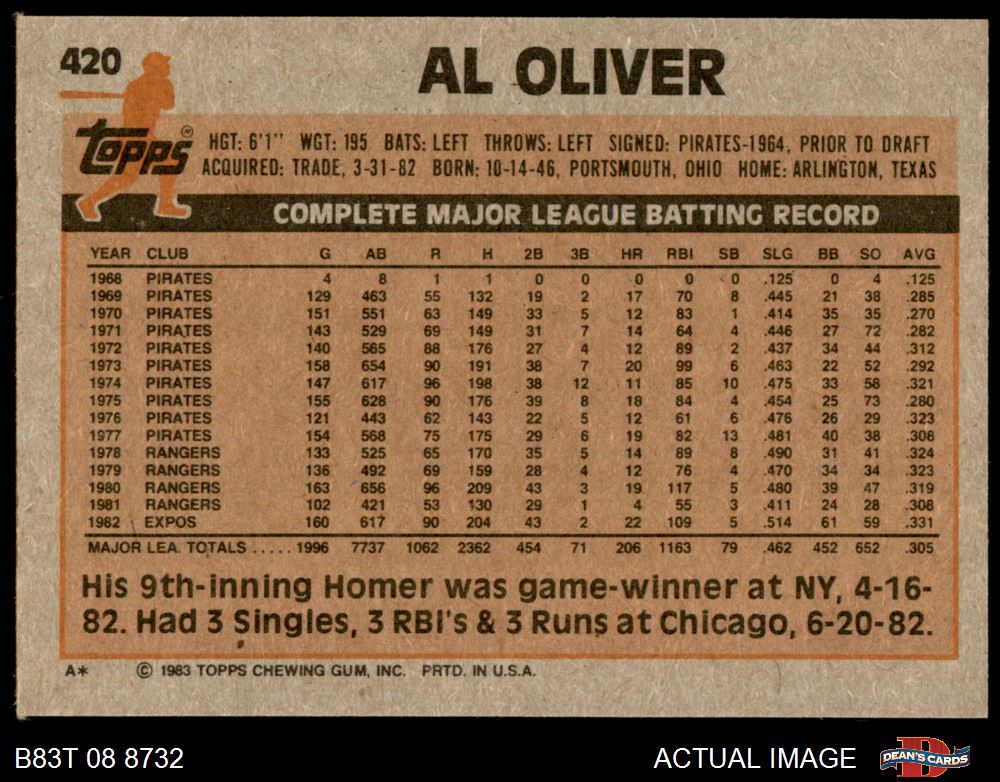 420
AL OLIVER
Topps®
HGT: 6'1" WGT: 195 BATS: LEFT THROWS: LEFT SIGNED: PIRATES-1964, PRIOR TO DRAFT
ACQUIRED: TRADE, 3-31-82 BORN: 10-14-46, PORTSMOUTH, OHIO HOME: ARLINGTON, TEXAS
COMPLETE MAJOR LEAGUE BATTING RECORD
YEAR CLUB G AB R H 2B 3B HR RBI SB SLG BB SO AVG
1968 PIRATES 4 8 1 1 0 0 0 0 0 .125 0 4 .125
1969 PIRATES 129 463 55 132 19 2 17 70 8 .445 21 38 .285
1970 PIRATES 151 551 63 149 33 5 12 83 1 .414 35 35 .270
1971 PIRATES 143 529 69 149 31 7 14 64 4 .446 27 72 .282
1972 PIRATES 140 565 88 176 27 4 12 89 2 .437 34 44 .312
1973 PIRATES 158 654 90 191 38 7 20 99 6 .463 22 52 .292
1974 PIRATES 147 617 96 198 38 12 11 85 10 .475 33 58 .321
1975 PIRATES 155 628 90 176 39 8 18 84 4 .454 25 73 .280
1976 PIRATES 121 443 62 143 22 5 12 61 6 .476 26 29 .323
1977 PIRATES 154 568 75 175 29 6 19 82 13 .481 40 38 .308
1978 RANGERS 133 525 65 170 35 5 14 89 8 .490 31 41 .324
1979 RANGERS 136 492 69 159 28 4 12 76 4 .470 34 34 .323
1980 RANGERS 163 656 96 209 43 3 19 117 5 .480 39 47 .319
1981 RANGERS 102 421 53 130 29 1 4 55 3 .411 24 28 .308
1982 EXPOS 160 617 90 204 43 2 22 109 5 .514 61 59 .331
MAJOR LEA. TOTALS ..... 1996 7737 1062 2362 454 71 206 1163 79 .462 452 652 .305
His 9th-inning Homer was game-winner at NY, 4-16-
82. Had 3 Singles, 3 RBI's & 3 Runs at Chicago, 6-20-82.
A* © 1983 TOPPS CHEWING GUM, INC. PRTD. IN U.S.A.
B83T 08 8732 ACTUAL IMAGE DEAN'S CARDS